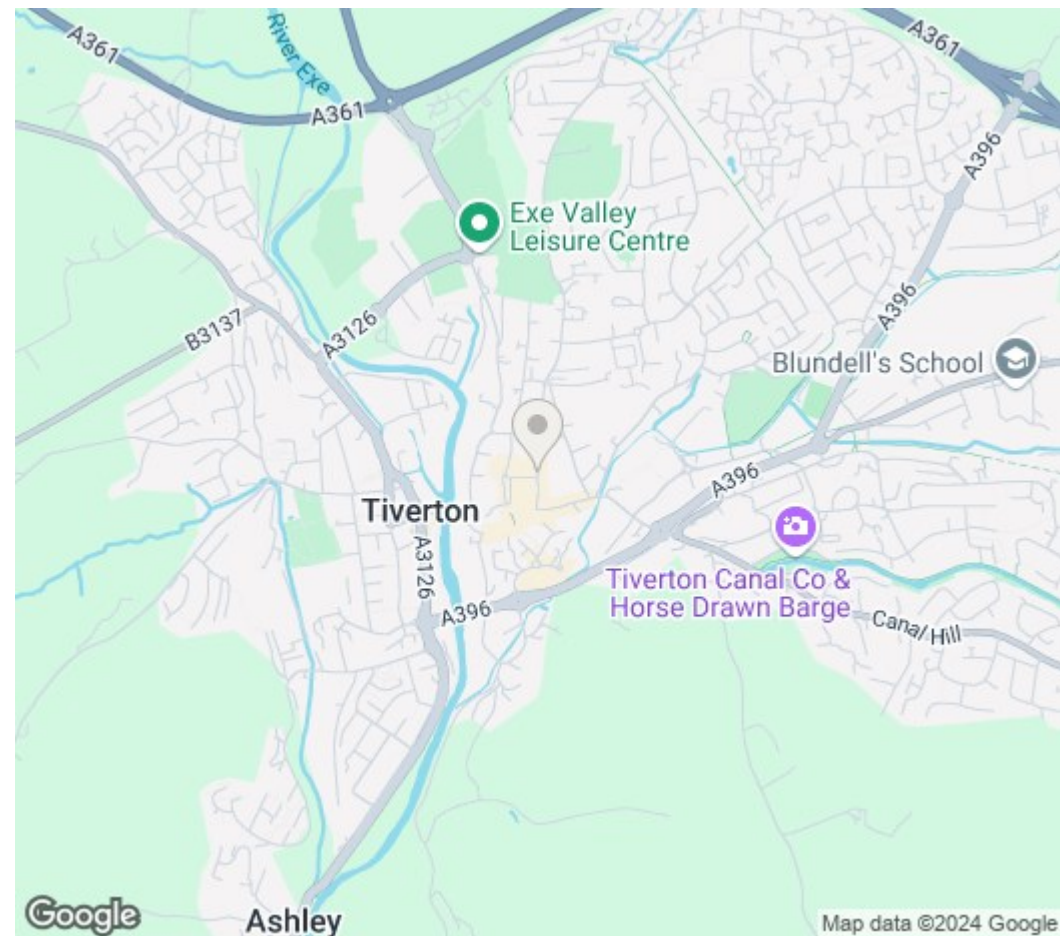 A361
River Exe
A361
A361
A396
Exe Valley
Leisure Centre
A396
B3137
A3126
Blundell's School
A396
Tiverton
A3126
Tiverton Canal Co &
Horse Drawn Barge
A396
Canal Hill
Google
Ashley
Map data ©2024 Google